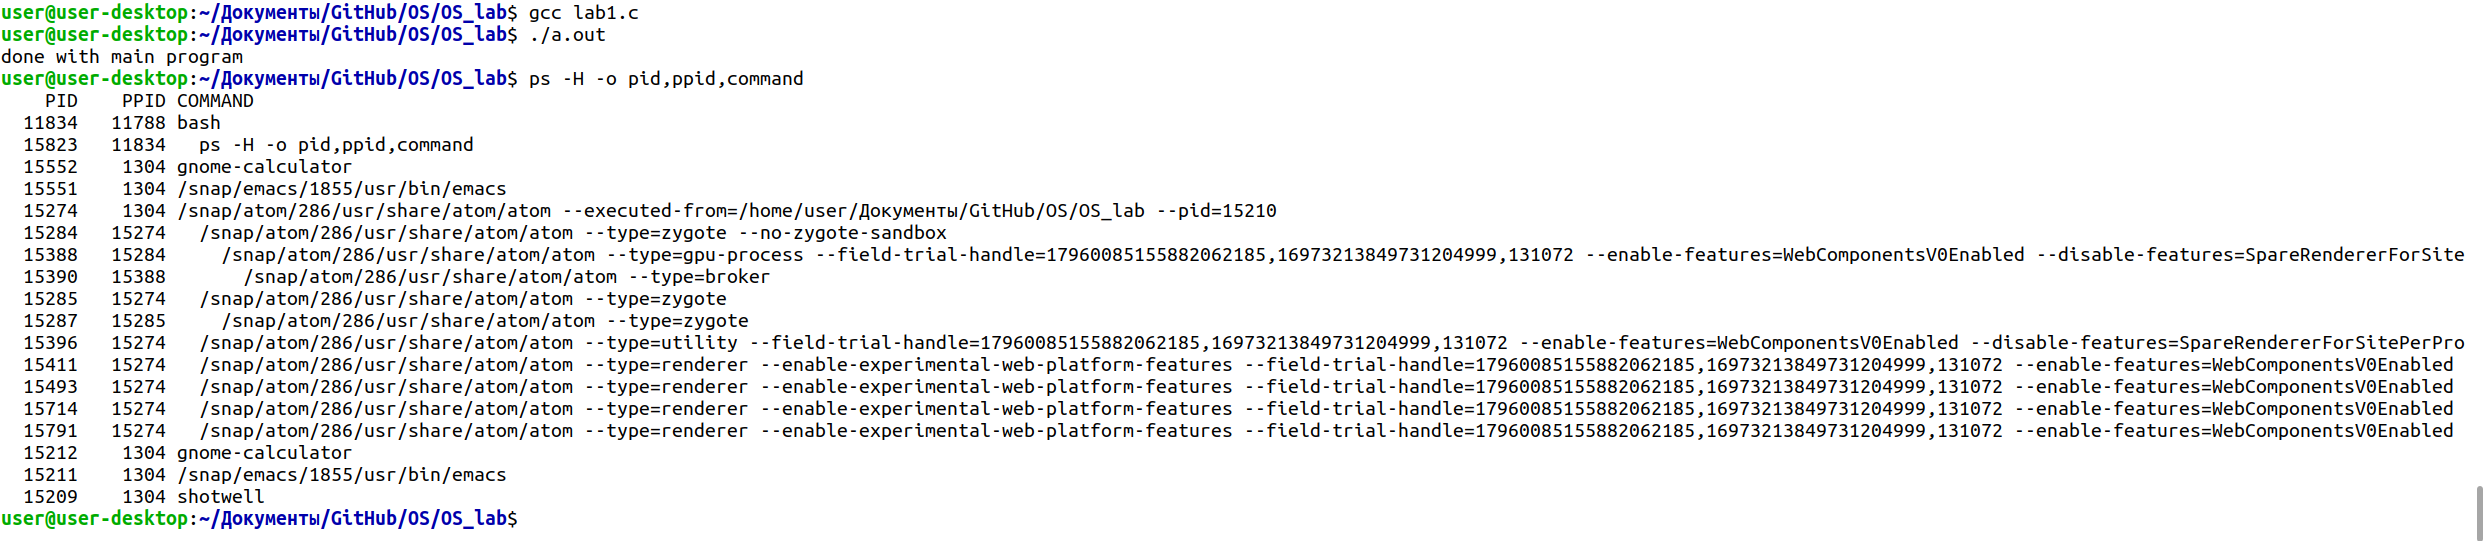 user@user-desktop:~/Документы/GitHub/OS/OS_lab$ gcc lab1.c
user@user-desktop:~/Документы/GitHub/OS/OS_lab$ ./a.out
done with main program
user@user-desktop:~/Документы/GitHub/OS/OS_lab$ ps -H -o pid,ppid,command
    PID    PPID COMMAND
  11834   11788 bash
  15823   11834   ps -H -o pid,ppid,command
  15552    1304 gnome-calculator
  15551    1304 /snap/emacs/1855/usr/bin/emacs
  15274    1304 /snap/atom/286/usr/share/atom/atom --executed-from=/home/user/Документы/GitHub/OS/OS_lab --pid=15210
  15284   15274   /snap/atom/286/usr/share/atom/atom --type=zygote --no-zygote-sandbox
  15388   15284     /snap/atom/286/usr/share/atom/atom --type=gpu-process --field-trial-handle=17960085155882062185,16973213849731204999,131072 --enable-features=WebComponentsV0Enabled --disable-features=SpareRendererForSite
  15390   15388       /snap/atom/286/usr/share/atom/atom --type=broker
  15285   15274   /snap/atom/286/usr/share/atom/atom --type=zygote
  15287   15285     /snap/atom/286/usr/share/atom/atom --type=zygote
  15396   15274   /snap/atom/286/usr/share/atom/atom --type=utility --field-trial-handle=17960085155882062185,16973213849731204999,131072 --enable-features=WebComponentsV0Enabled --disable-features=SpareRendererForSitePerPro
  15411   15274   /snap/atom/286/usr/share/atom/atom --type=renderer --enable-experimental-web-platform-features --field-trial-handle=17960085155882062185,16973213849731204999,131072 --enable-features=WebComponentsV0Enabled
  15493   15274   /snap/atom/286/usr/share/atom/atom --type=renderer --enable-experimental-web-platform-features --field-trial-handle=17960085155882062185,16973213849731204999,131072 --enable-features=WebComponentsV0Enabled
  15714   15274   /snap/atom/286/usr/share/atom/atom --type=renderer --enable-experimental-web-platform-features --field-trial-handle=17960085155882062185,16973213849731204999,131072 --enable-features=WebComponentsV0Enabled
  15791   15274   /snap/atom/286/usr/share/atom/atom --type=renderer --enable-experimental-web-platform-features --field-trial-handle=17960085155882062185,16973213849731204999,131072 --enable-features=WebComponentsV0Enabled
  15212    1304 gnome-calculator
  15211    1304 /snap/emacs/1855/usr/bin/emacs
  15209    1304 shotwell
user@user-desktop:~/Документы/GitHub/OS/OS_lab$